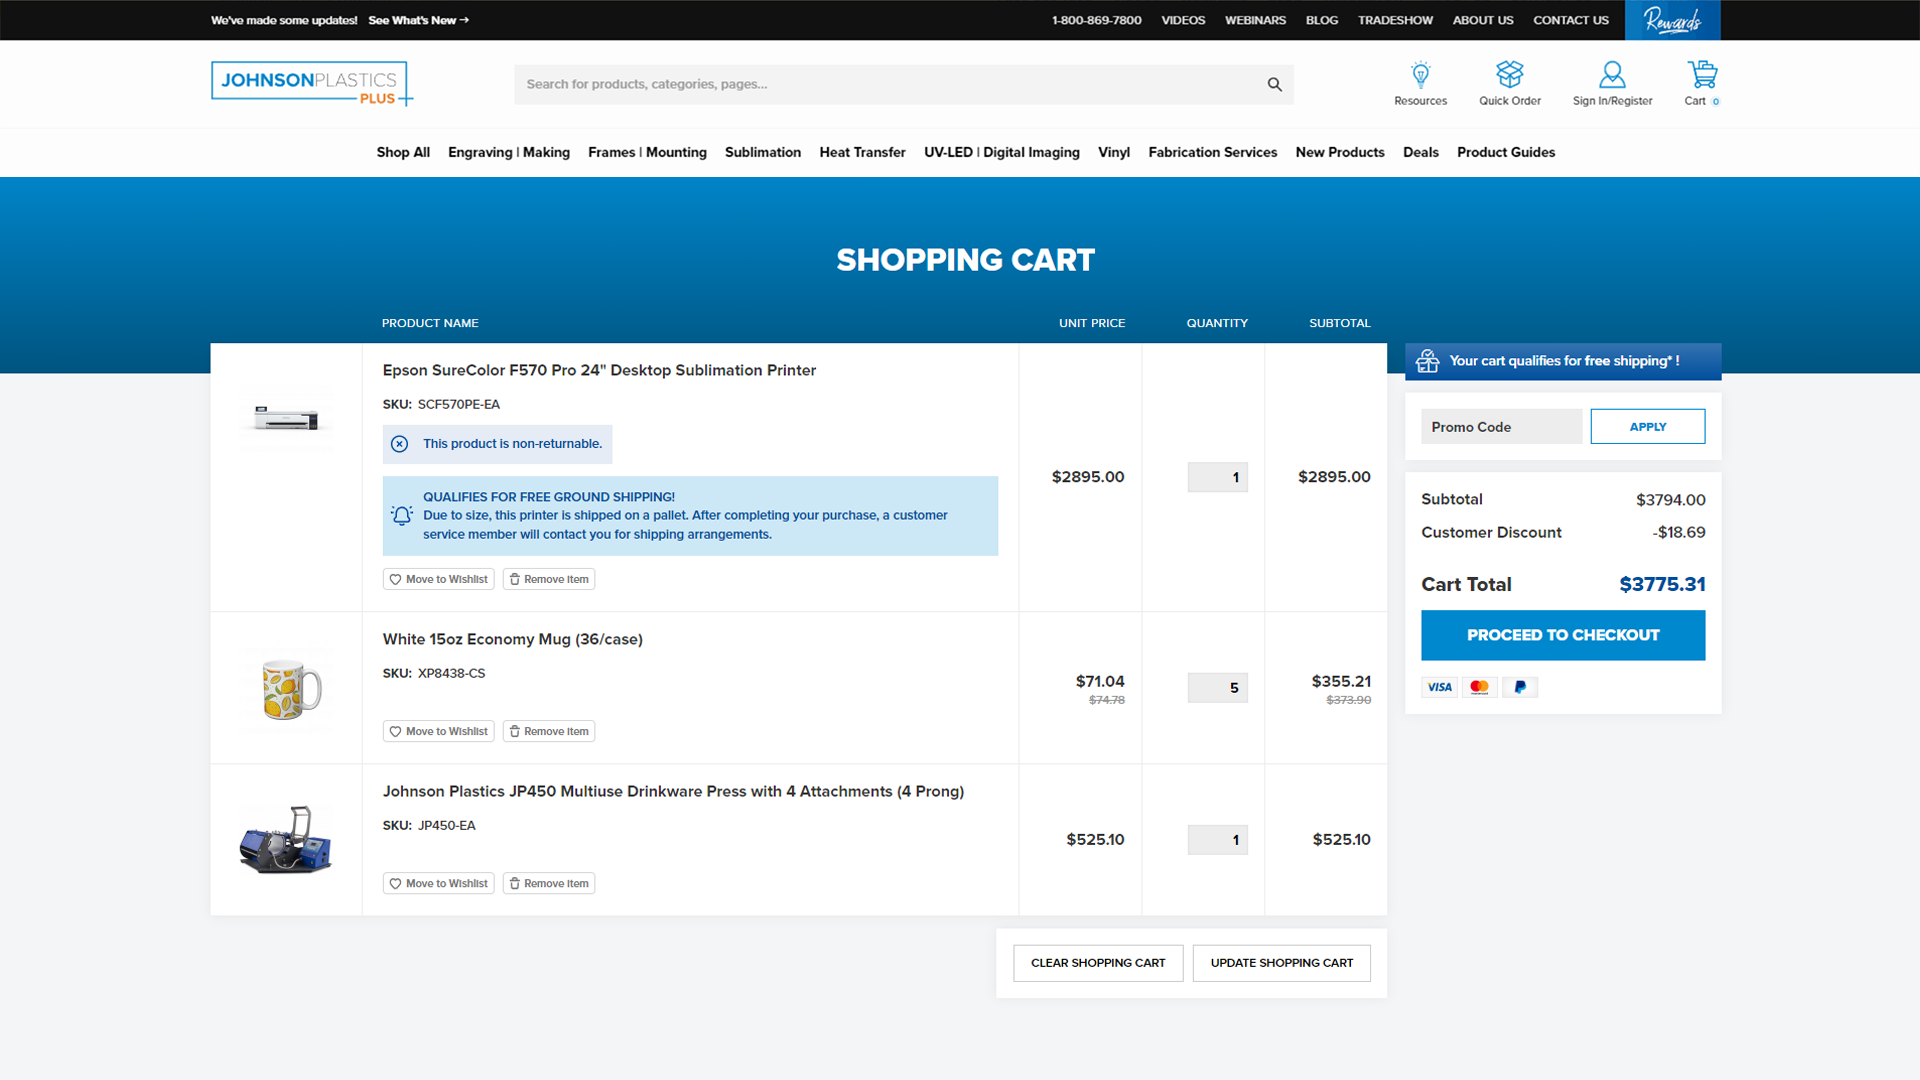 We've made some updates! See What's New →
1-800-869-7800 VIDEOS WEBINARS BLOG TRADESHOW ABOUT US CONTACT US Rewards
JOHNSONPLASTICS
PLUS
Search for products, categories, pages...
Resources Quick Order Sign In/Register Cart 0
Shop All Engraving | Making Frames | Mounting Sublimation Heat Transfer UV-LED | Digital Imaging Vinyl Fabrication Services New Products Deals Product Guides
SHOPPING CART
PRODUCT NAME UNIT PRICE QUANTITY SUBTOTAL
Epson SureColor F570 Pro 24" Desktop Sublimation Printer
SKU: SCF570PE-EA
This product is non-returnable.
QUALIFIES FOR FREE GROUND SHIPPING!
Due to size, this printer is shipped on a pallet. After completing your purchase, a customer
service member will contact you for shipping arrangements.
$2895.00 1 $2895.00
Move to Wishlist Remove item
White 15oz Economy Mug (36/case)
SKU: XP8438-CS
$71.04 5 $355.21
$74.78 $373.90
Move to Wishlist Remove item
Johnson Plastics JP450 Multiuse Drinkware Press with 4 Attachments (4 Prong)
SKU: JP450-EA
$525.10 1 $525.10
Move to Wishlist Remove item
CLEAR SHOPPING CART UPDATE SHOPPING CART
Your cart qualifies for free shipping* !
Promo Code APPLY
Subtotal $3794.00
Customer Discount -$18.69
Cart Total $3775.31
PROCEED TO CHECKOUT
VISA